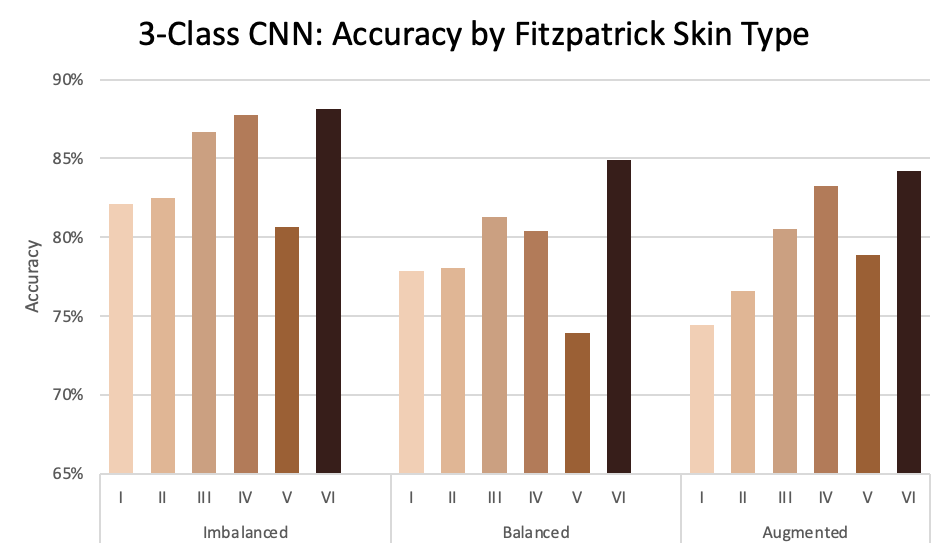 3-Class CNN: Accuracy by Fitzpatrick Skin Type
90%
85%
80%
75%
70%
65%
Accuracy
I II III IV V VI I II III IV V VI I II III IV V VI
Imbalanced Balanced Augmented